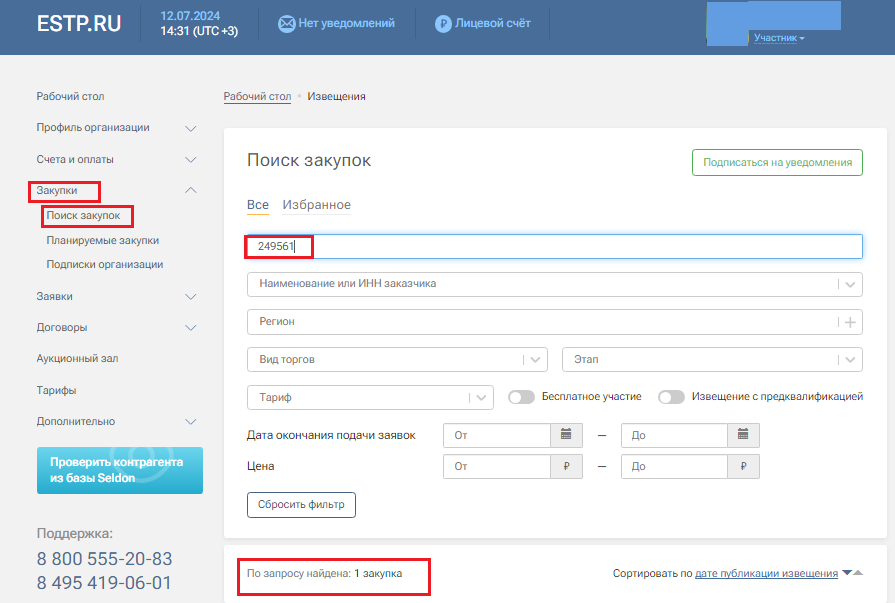 ESTP.RU
12.07.2024
14:31 (UTC +3)
Нет уведомлений
₽ Лицевой счёт
Участник
Рабочий стол
Профиль организации
Счета и оплаты
Закупки
Поиск закупок
Планируемые закупки
Подписки организации
Заявки
Договоры
Аукционный зал
Тарифы
Дополнительно
Проверить контрагента
из базы Seldon
Поддержка:
8 800 555-20-83
8 495 419-06-01
Рабочий стол • Извещения
Поиск закупок
Подписаться на уведомления
Все Избранное
249561
Наименование или ИНН заказчика
Регион
Вид торгов Этап
Тариф Бесплатное участие Извещение с предквалификацией
Дата окончания подачи заявок От — До
Цена От ₽ — До ₽
Сбросить фильтр
По запросу найдена: 1 закупка
Сортировать по дате публикации извещения